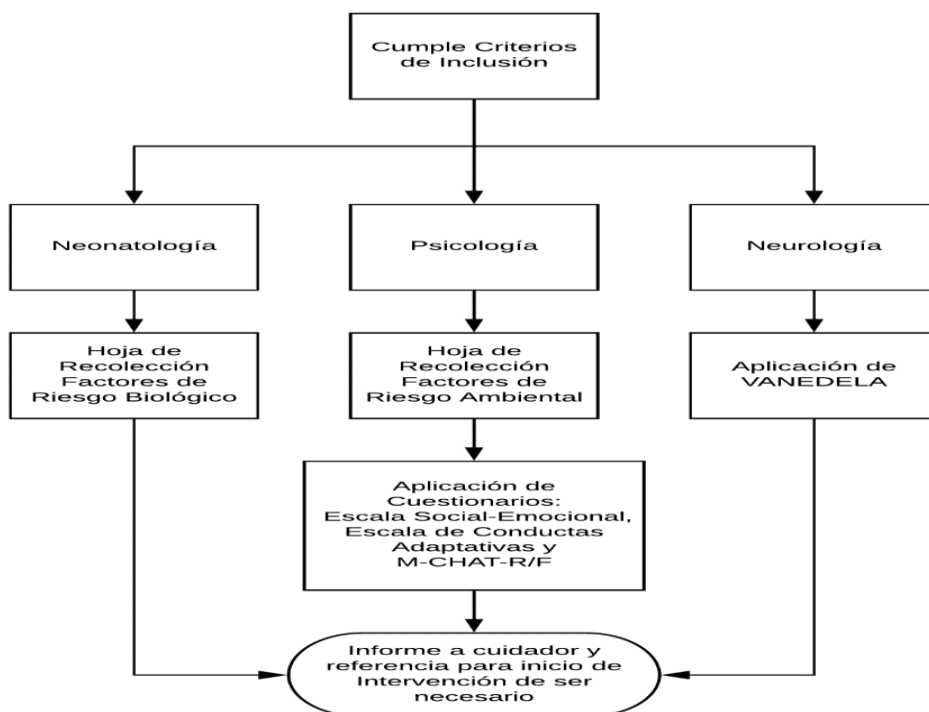 Cumple Criterios
de Inclusión
Neonatología
Psicología
Neurología
Hoja de
Recolección
Factores de
Riesgo Biológico
Hoja de
Recolección
Factores de
Riesgo Ambiental
Aplicación de
VANEDELA
Aplicación de
Cuestionarios:
Escala Social-Emocional,
Escala de Conductas
Adaptativas y
M-CHAT-R/F
Informe a cuidador y
referencia para inicio de
Intervención de ser
necesario